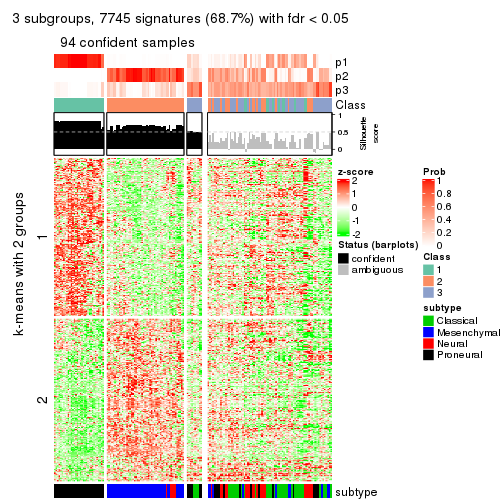 3 subgroups, 7745 signatures (68.7%) with fdr < 0.05
94 confident samples
p1
p2
p3
Class
1
0.5
0
Silhouette
score
k-means with 2 groups
1
2
z-score
2
1
0
-1
-2
Status (barplots)
confident
ambiguous
Prob
1
0.8
0.6
0.4
0.2
0
Class
1
2
3
subtype
Classical
Mesenchymal
Neural
Proneural
subtype